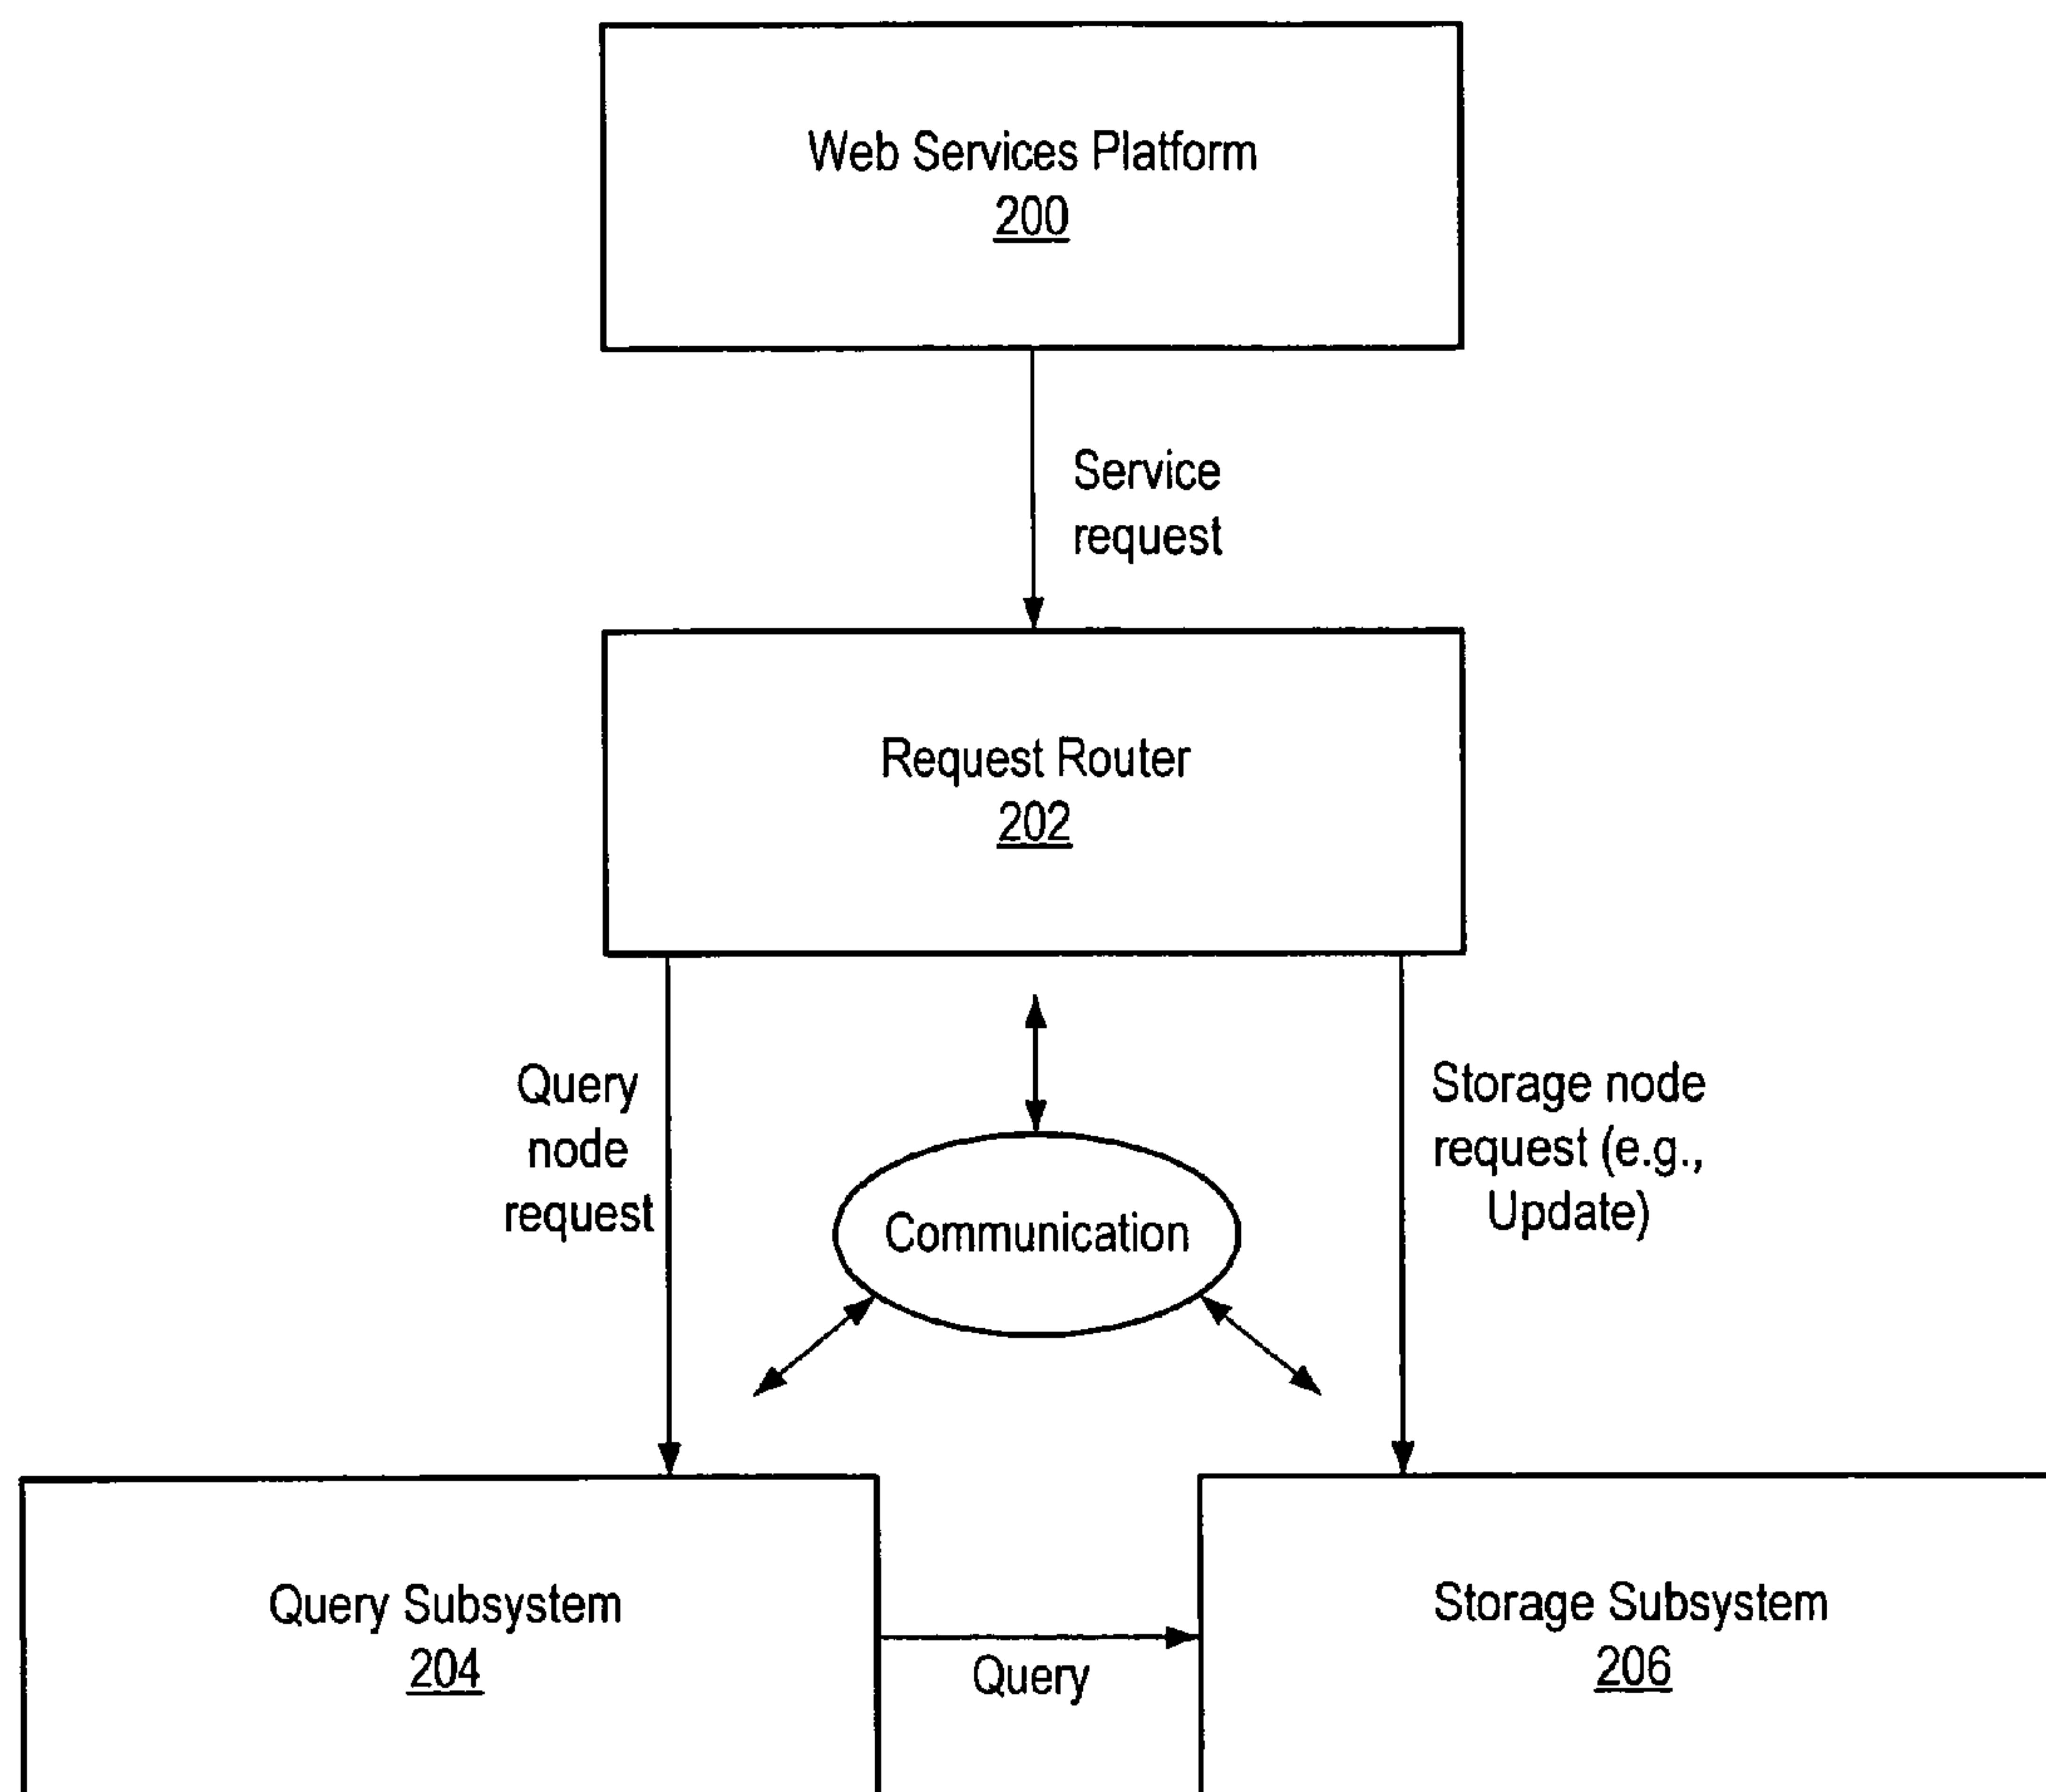 Web Services Platform
200
Service
request
Request Router
202
Query
node
request
Communication
Storage node
request (e.g.,
Update)
Query Subsystem
204
Query
Storage Subsystem
206